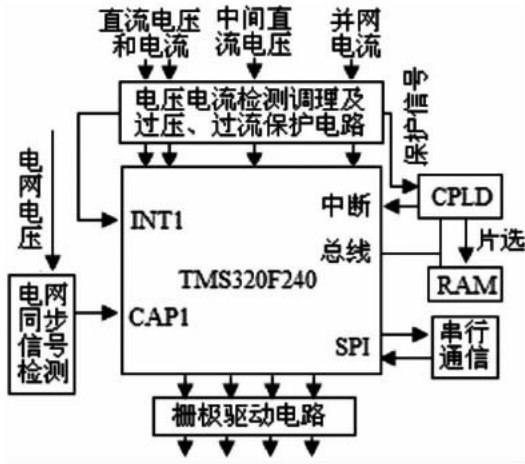 直流电压
和电流
中间直
流电压
并网
电流
电压电流检测调理及
过压、过流保护电路
保护信号
电网电压
INT1
中断
CPLD
总线
片选
TMS320F240
RAM
电网
同步
信号
检测
CAP1
SPI
串行
通信
栅极驱动电路